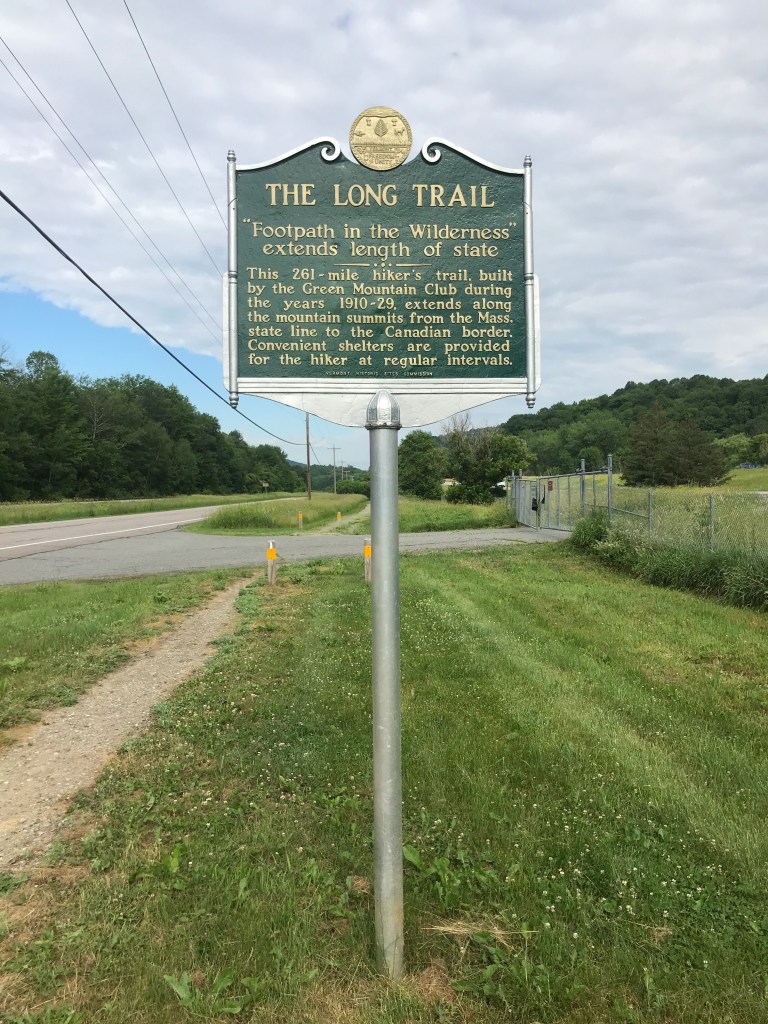 THE LONG TRAIL
"Footpath in the Wilderness"
extends length of state
This 261-mile hiker's trail, built
by the Green Mountain Club during
the years 1910-29, extends along
the mountain summits from the Mass.
state line to the Canadian border.
Convenient shelters are provided
for the hiker at regular intervals.
VERMONT HISTORIC SITES COMMISSION